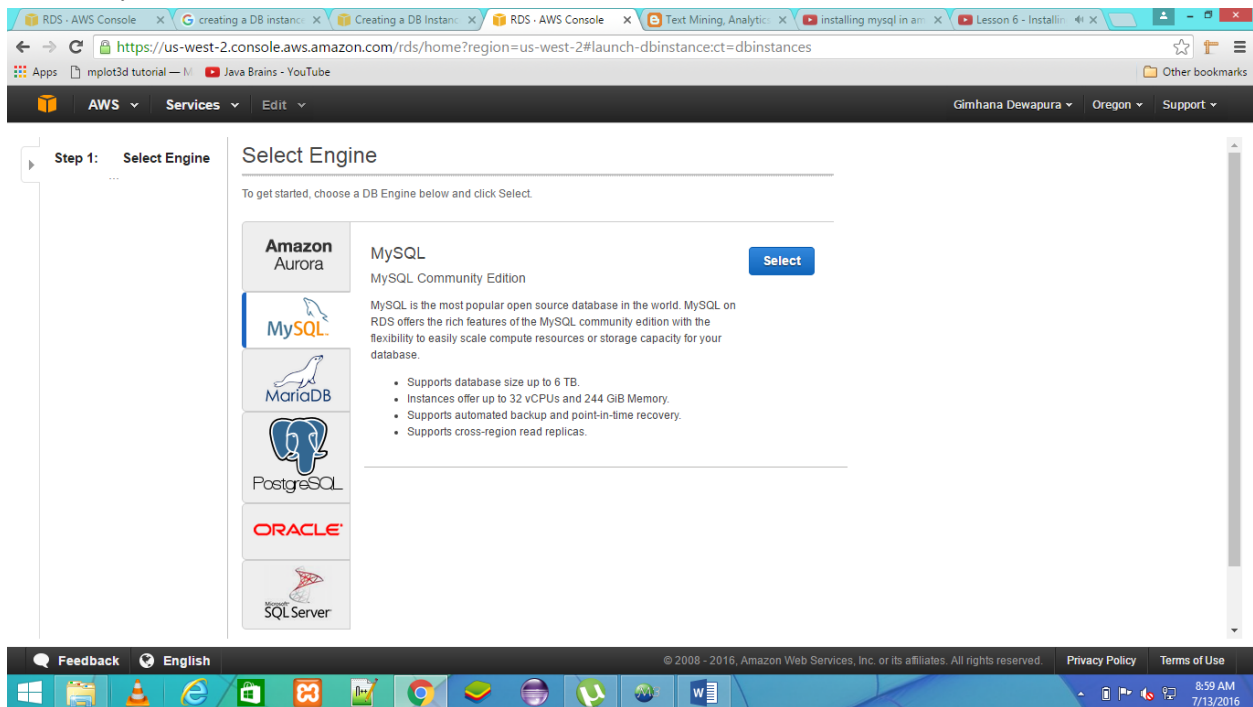 RDS · AWS Console
creating a DB instance
Creating a DB Instanc
RDS · AWS Console
Text Mining, Analytics
installing mysql in am
Lesson 6 - Installin
https://us-west-2.console.aws.amazon.com/rds/home?region=us-west-2#launch-dbinstance:ct=dbinstances
Apps
mplot3d tutorial — M
Java Brains - YouTube
Other bookmarks
AWS
Services
Edit
Gimhana Dewapura
Oregon
Support
Step 1: Select Engine
...
Select Engine
To get started, choose a DB Engine below and click Select.
Amazon
Aurora
MySQL
MariaDB
PostgreSQL
ORACLE
Microsoft
SQL Server
MySQL
Select
MySQL Community Edition
MySQL is the most popular open source database in the world. MySQL on
RDS offers the rich features of the MySQL community edition with the
flexibility to easily scale compute resources or storage capacity for your
database.
• Supports database size up to 6 TB.
• Instances offer up to 32 vCPUs and 244 GiB Memory.
• Supports automated backup and point-in-time recovery.
• Supports cross-region read replicas.
Feedback
English
© 2008 - 2016, Amazon Web Services, Inc. or its affiliates. All rights reserved.
Privacy Policy
Terms of Use
8:59 AM
7/13/2016